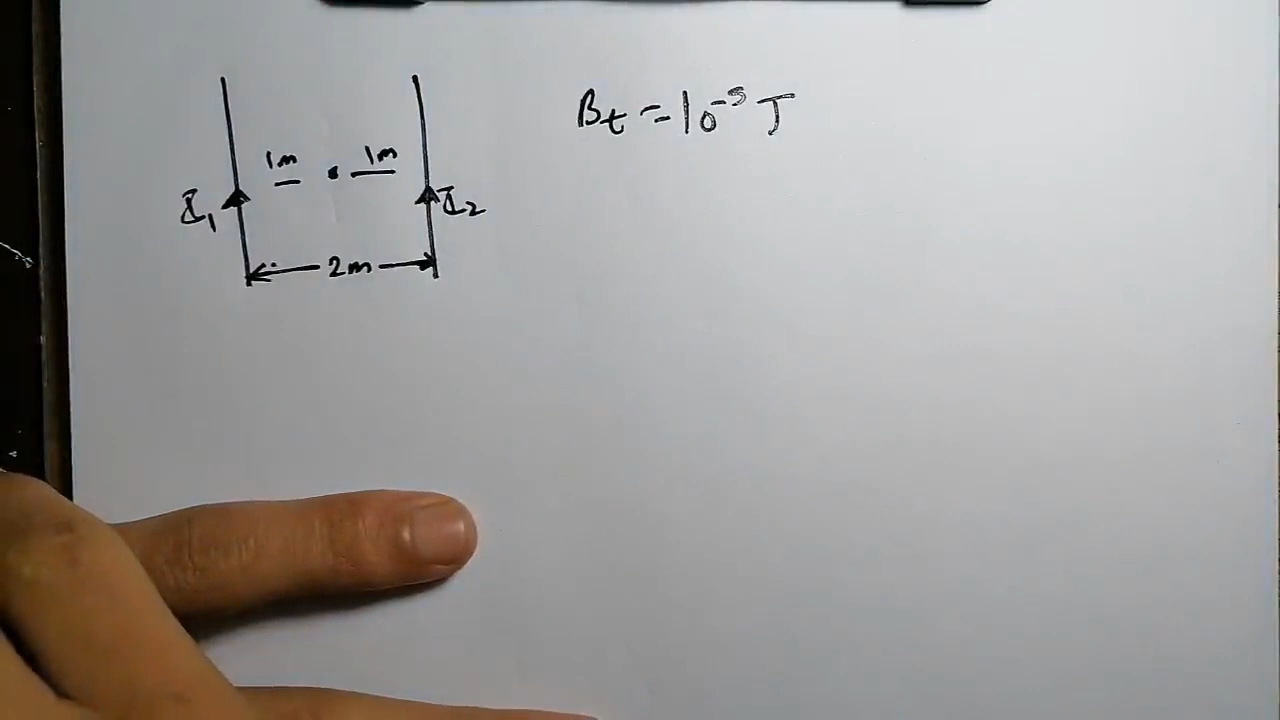 1m 1m
I₁ I₂
2m
Bt = 10⁻⁵ T